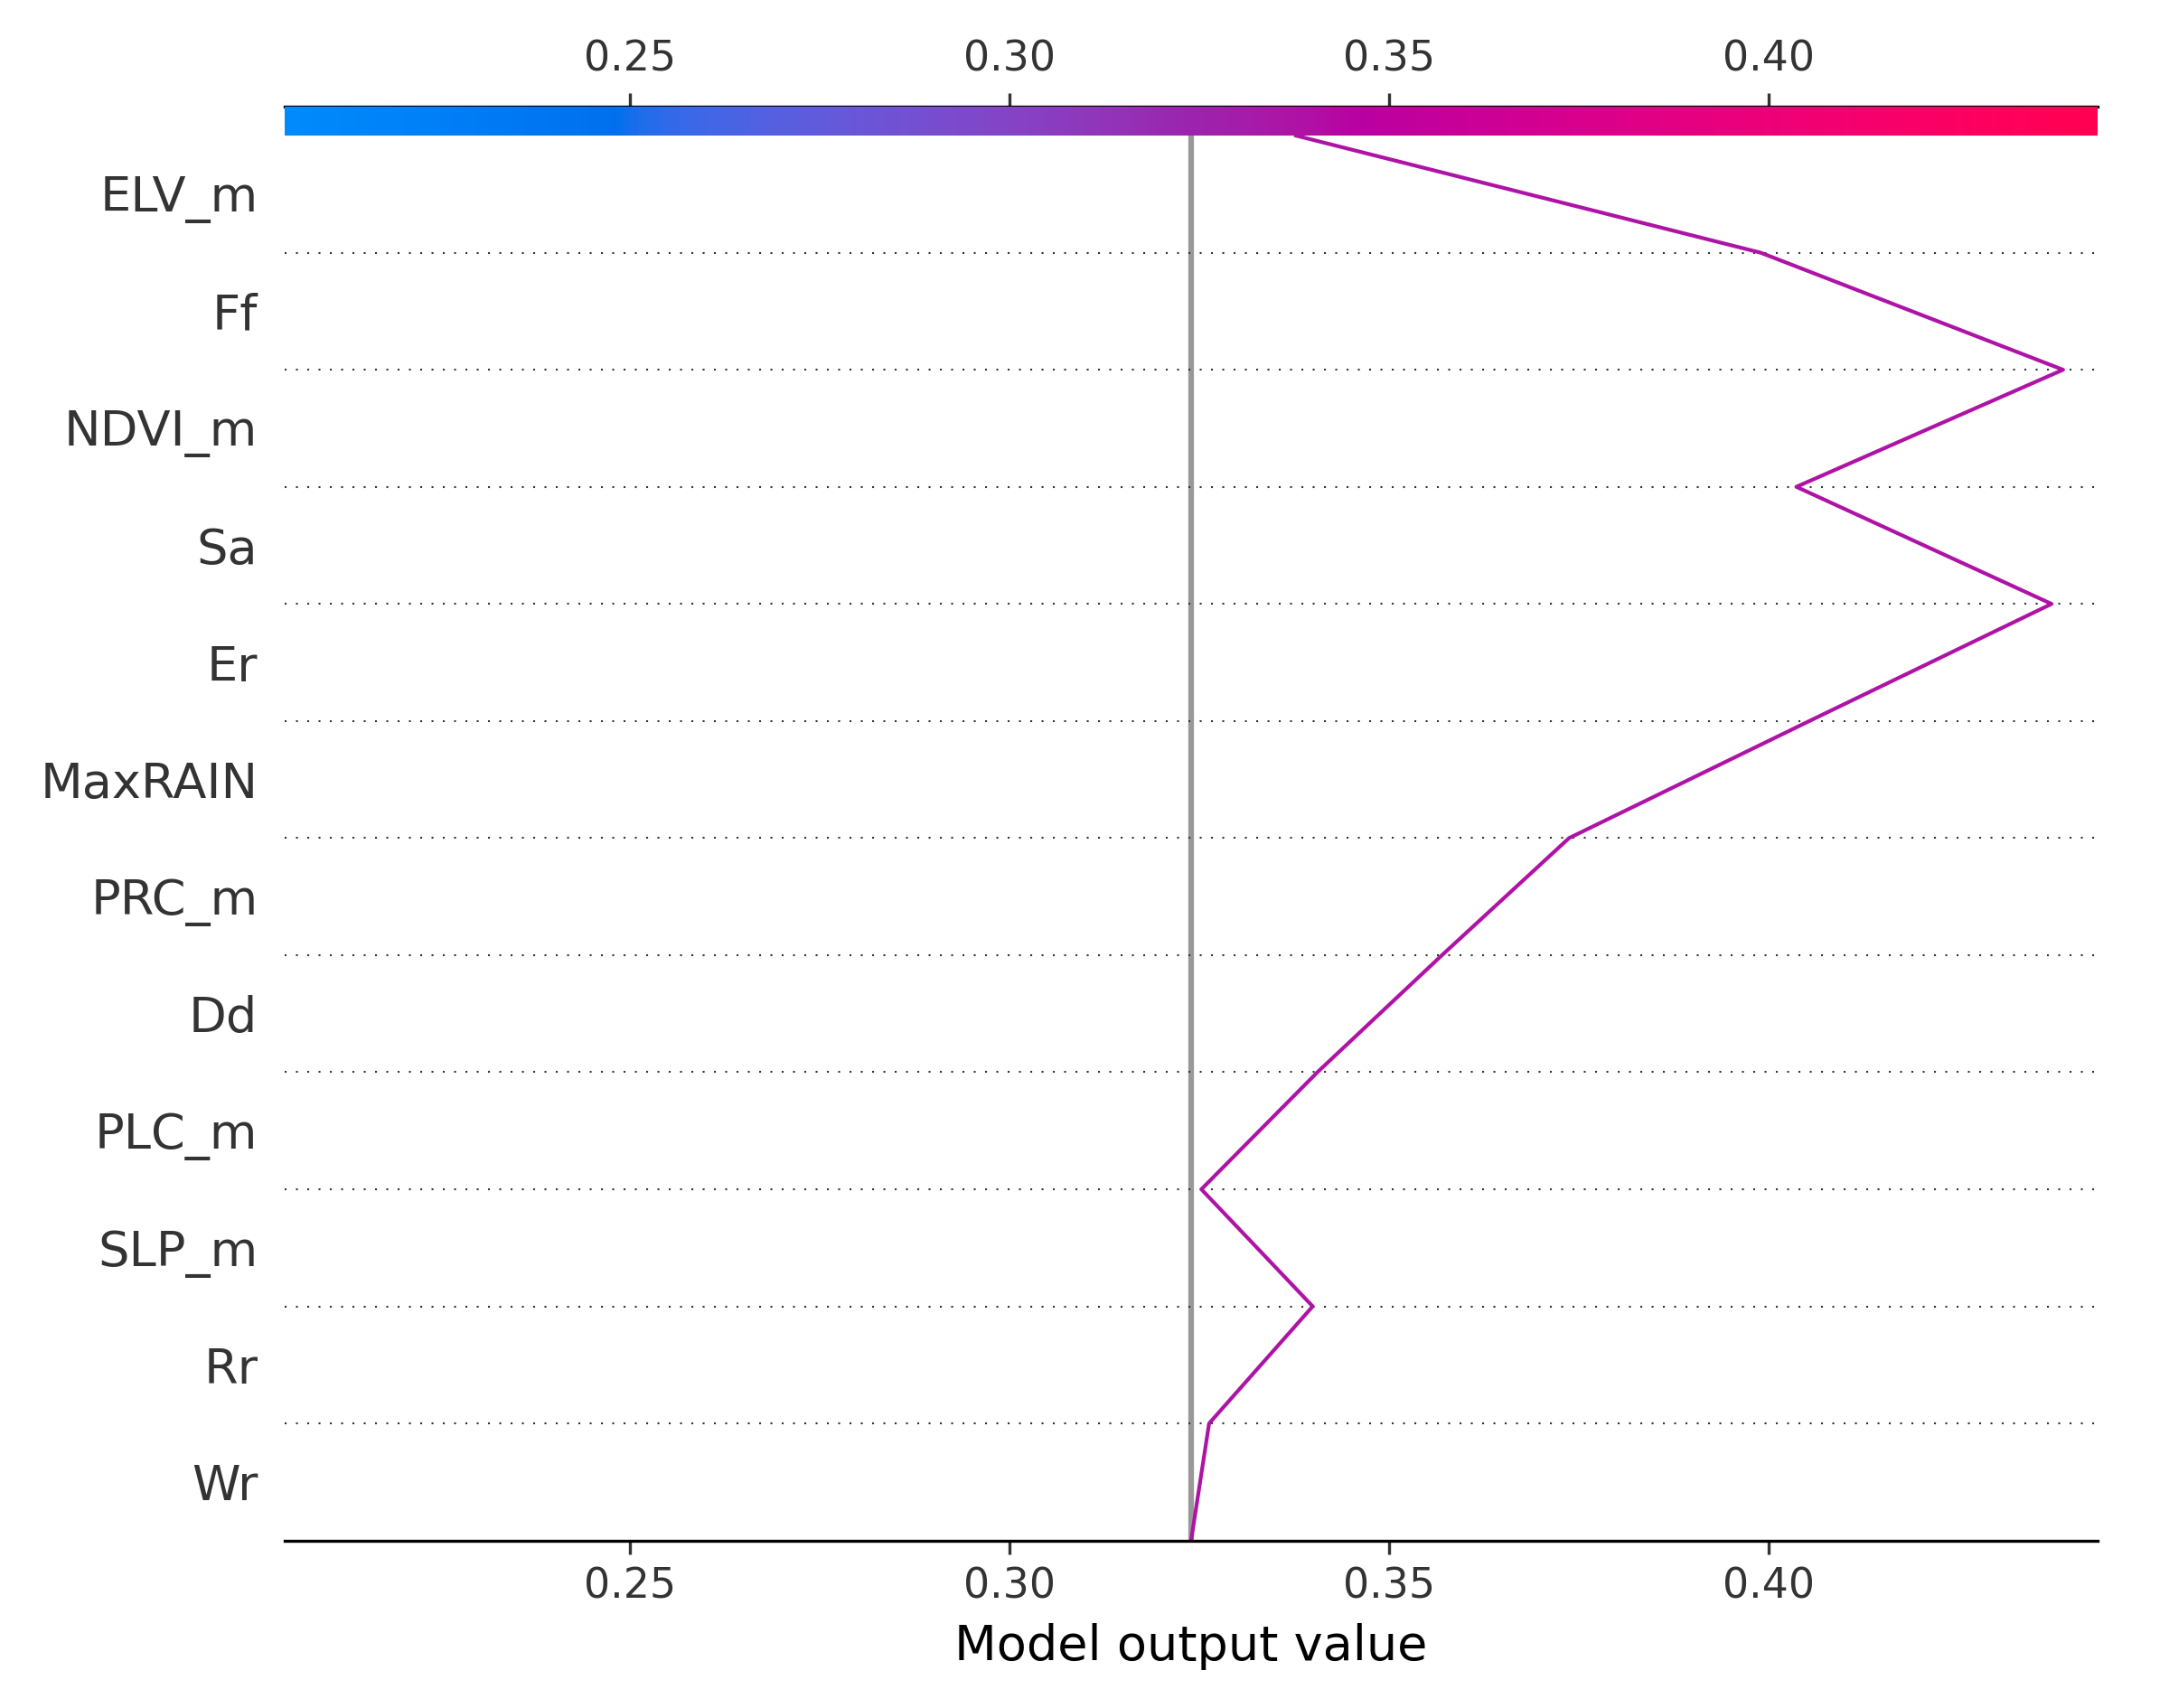 0.25 0.30 0.35 0.40
ELV_m
Ff
NDVI_m
Sa
Er
MaxRAIN
PRC_m
Dd
PLC_m
SLP_m
Rr
Wr
0.25 0.30 0.35 0.40
Model output value